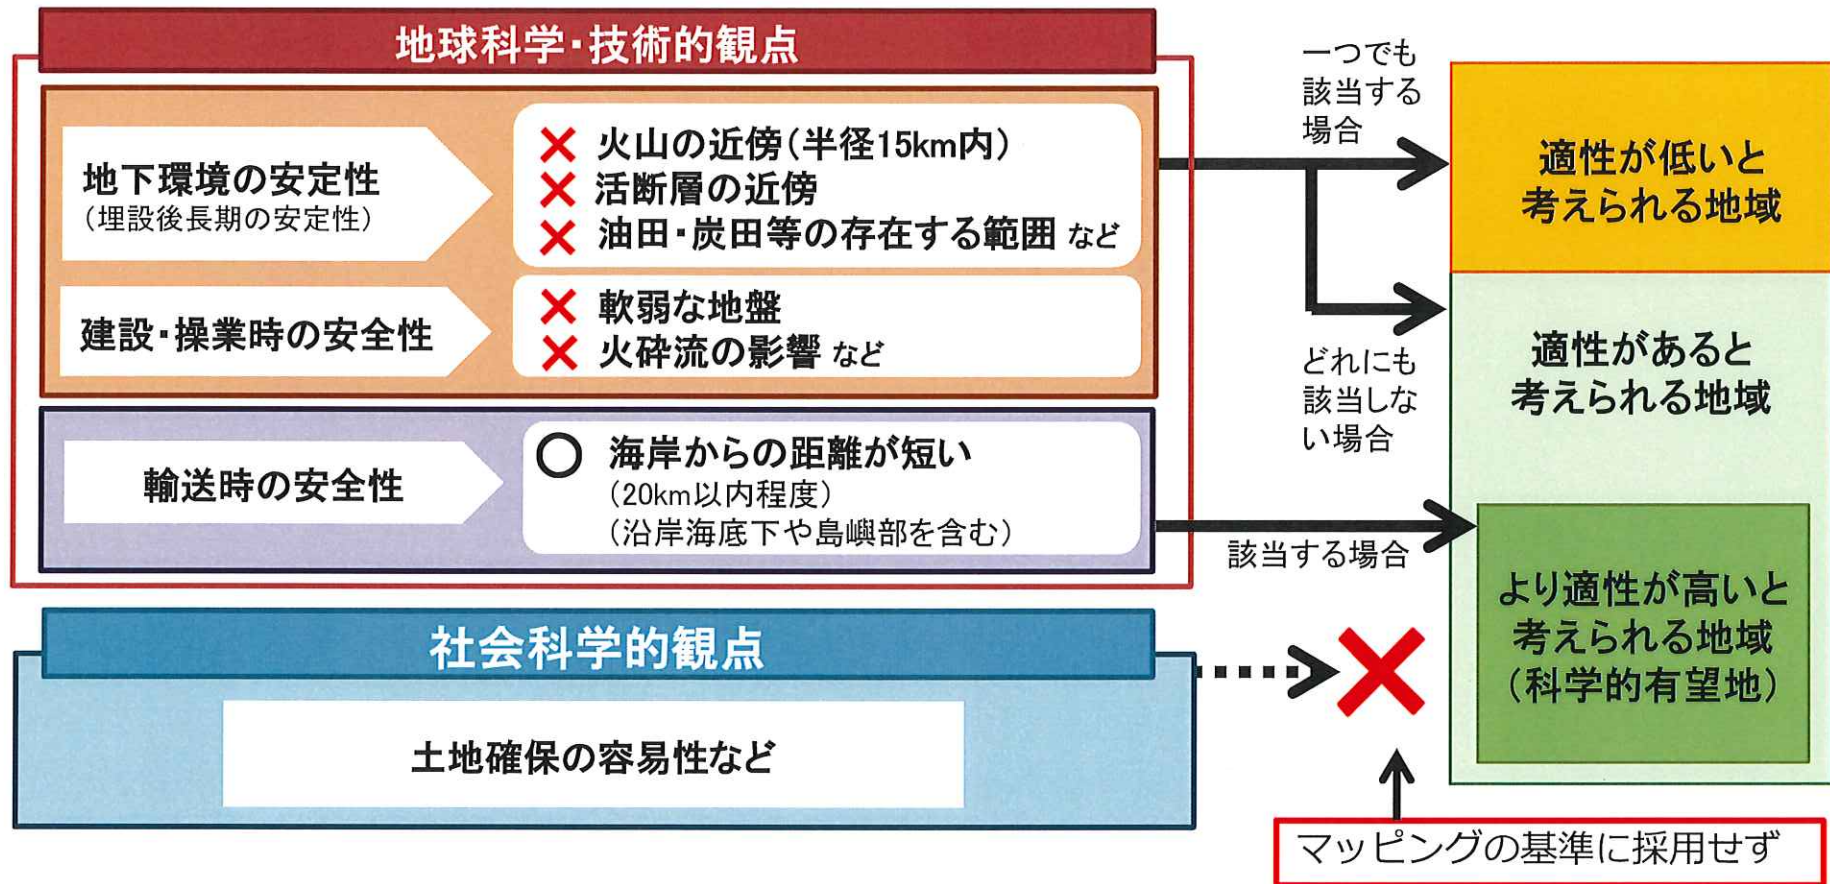 地球科学・技術的観点
地下環境の安定性
(埋設後長期の安定性)
× 火山の近傍(半径15km内)
× 活断層の近傍
× 油田・炭田等の存在する範囲 など
建設・操業時の安全性
× 軟弱な地盤
× 火砕流の影響 など
輸送時の安全性
○ 海岸からの距離が短い
(20km以内程度)
(沿岸海底下や島嶼部を含む)
一つでも
該当する
場合
どれにも
該当しな
い場合
該当する場合
適性が低いと
考えられる地域
適性があると
考えられる地域
より適性が高いと
考えられる地域
(科学的有望地)
社会科学的観点
土地確保の容易性など
マッピングの基準に採用せず